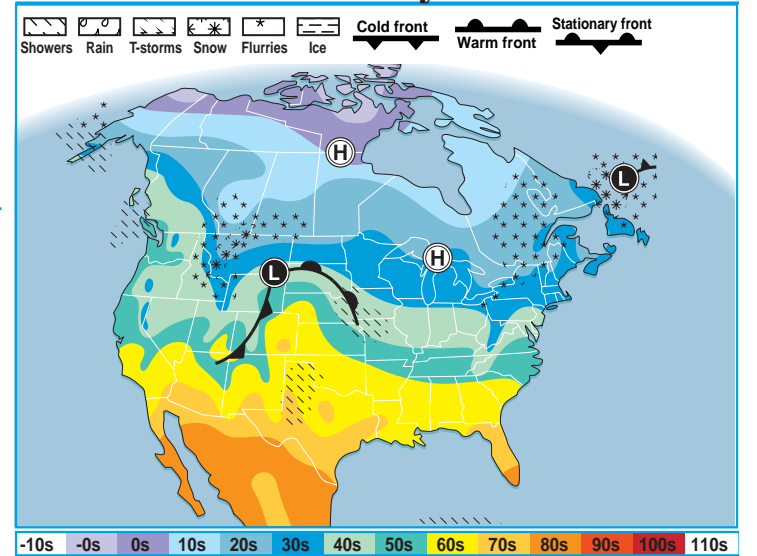 Showers Rain T-storms Snow Flurries Ice Cold front Warm front Stationary front
H
L
H
L
-10s -0s 0s 10s 20s 30s 40s 50s 60s 70s 80s 90s 100s 110s